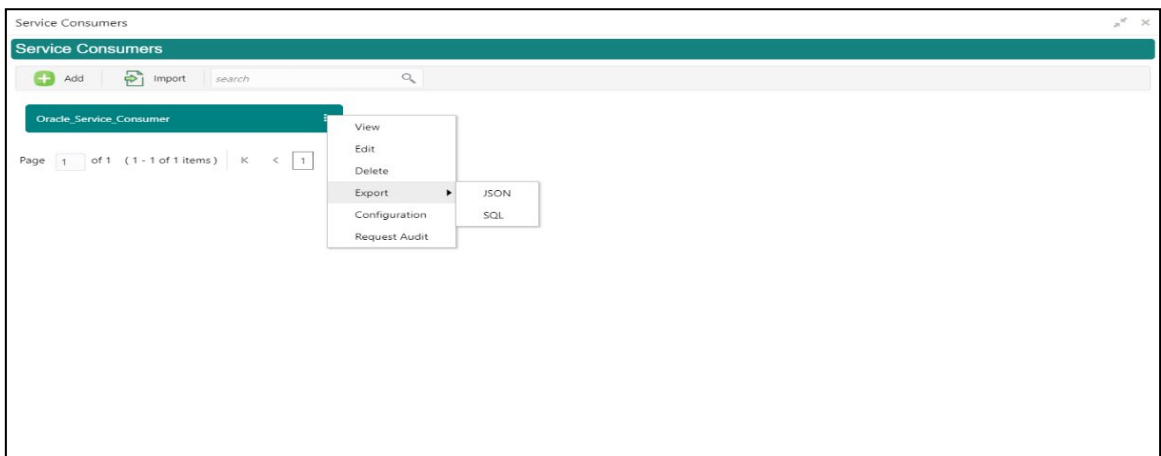 Service Consumers
Service Consumers
Add Import search
Oracle_Service_Consumer
Page 1 of 1 (1 - 1 of 1 items) K < 1
View
Edit
Delete
Export JSON
Configuration SQL
Request Audit